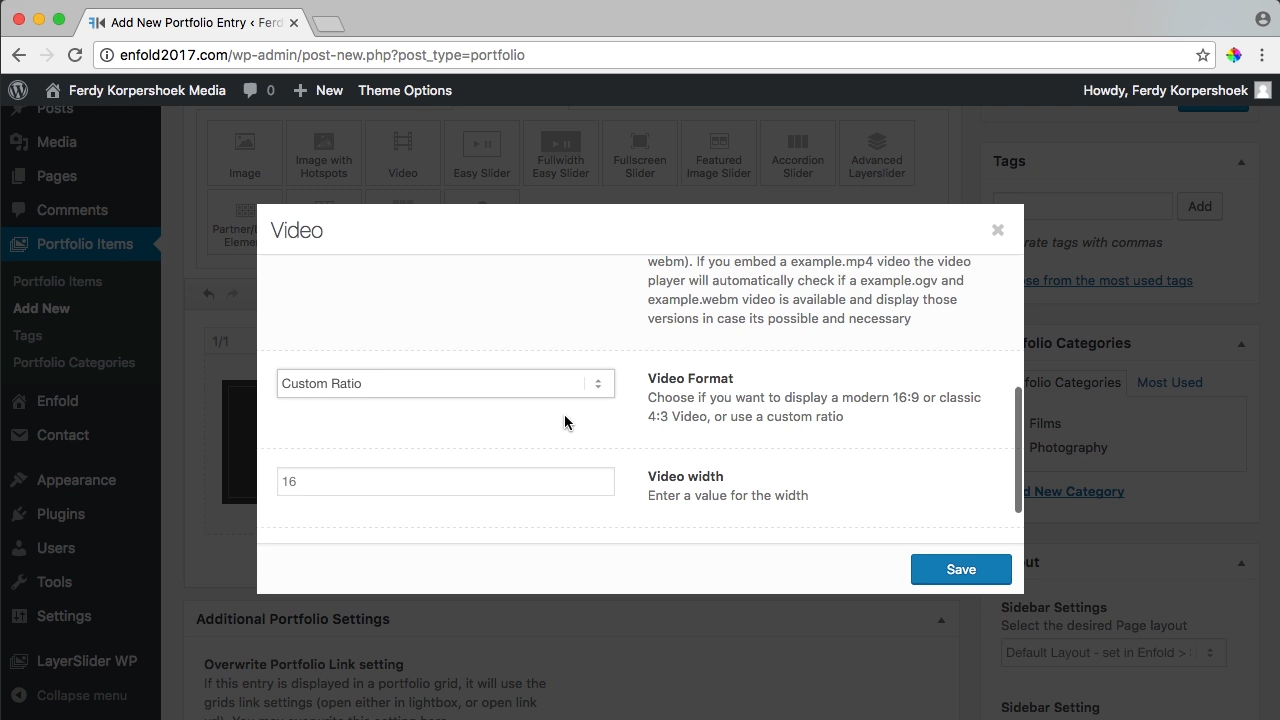 Add New Portfolio Entry ‹ Ferd
enfold2017.com/wp-admin/post-new.php?post_type=portfolio
Ferdy Korpershoek Media
0
New
Theme Options
Howdy, Ferdy Korpershoek
Posts
Media
Pages
Comments
Portfolio Items
Portfolio Items
Add New
Tags
Portfolio Categories
Enfold
Contact
Appearance
Plugins
Users
Tools
Settings
LayerSlider WP
Collapse menu
Image
Image with
Hotspots
Video
Easy Slider
Fullwidth
Easy Slider
Fullscreen
Slider
Featured
Image Slider
Accordion
Slider
Advanced
Layerslider
Partner/
Eleme
1/1
Video
webm). If you embed a example.mp4 video the video
player will automatically check if a example.ogv and
example.webm video is available and display those
versions in case its possible and necessary
Custom Ratio
Video Format
Choose if you want to display a modern 16:9 or classic
4:3 Video, or use a custom ratio
16
Video width
Enter a value for the width
Save
Additional Portfolio Settings
Overwrite Portfolio Link setting
If this entry is displayed in a portfolio grid, it will use the
grids link settings (open either in lightbox, or open link
Tags
Add
rate tags with commas
se from the most used tags
folio Categories
folio Categories
Most Used
Films
Photography
d New Category
ut
Sidebar Settings
Select the desired Page layout
Default Layout - set in Enfold >
Sidebar Setting